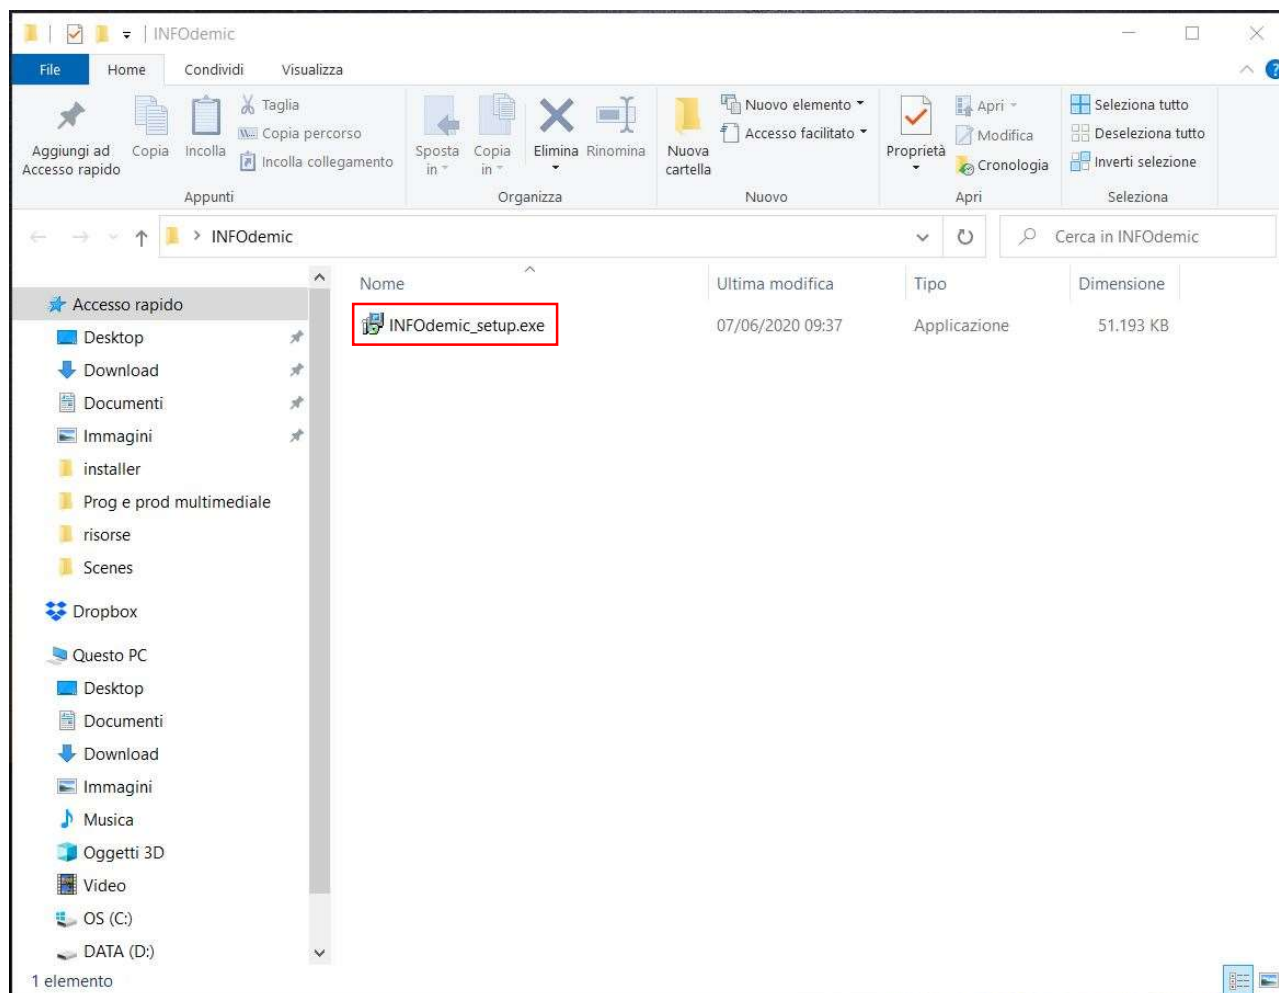 INFOdemic
File Home Condividi Visualizza
Aggiungi ad
Accesso rapido
Copia
Incolla
Taglia
Copia percorso
Incolla collegamento
Appunti
Sposta
in
Copia
in
Elimina
Rinomina
Organizza
Nuova
cartella
Nuovo elemento
Accesso facilitato
Nuovo
Proprietà
Apri
Modifica
Cronologia
Apri
Seleziona tutto
Deseleziona tutto
Inverti selezione
Seleziona
INFOdemic
Cerca in INFOdemic
Nome Ultima modifica Tipo Dimensione
INFOdemic_setup.exe 07/06/2020 09:37 Applicazione 51.193 KB
Accesso rapido
Desktop
Download
Documenti
Immagini
installer
Prog e prod multimediale
risorse
Scenes
Dropbox
Questo PC
Desktop
Documenti
Download
Immagini
Musica
Oggetti 3D
Video
OS (C:)
DATA (D:)
1 elemento